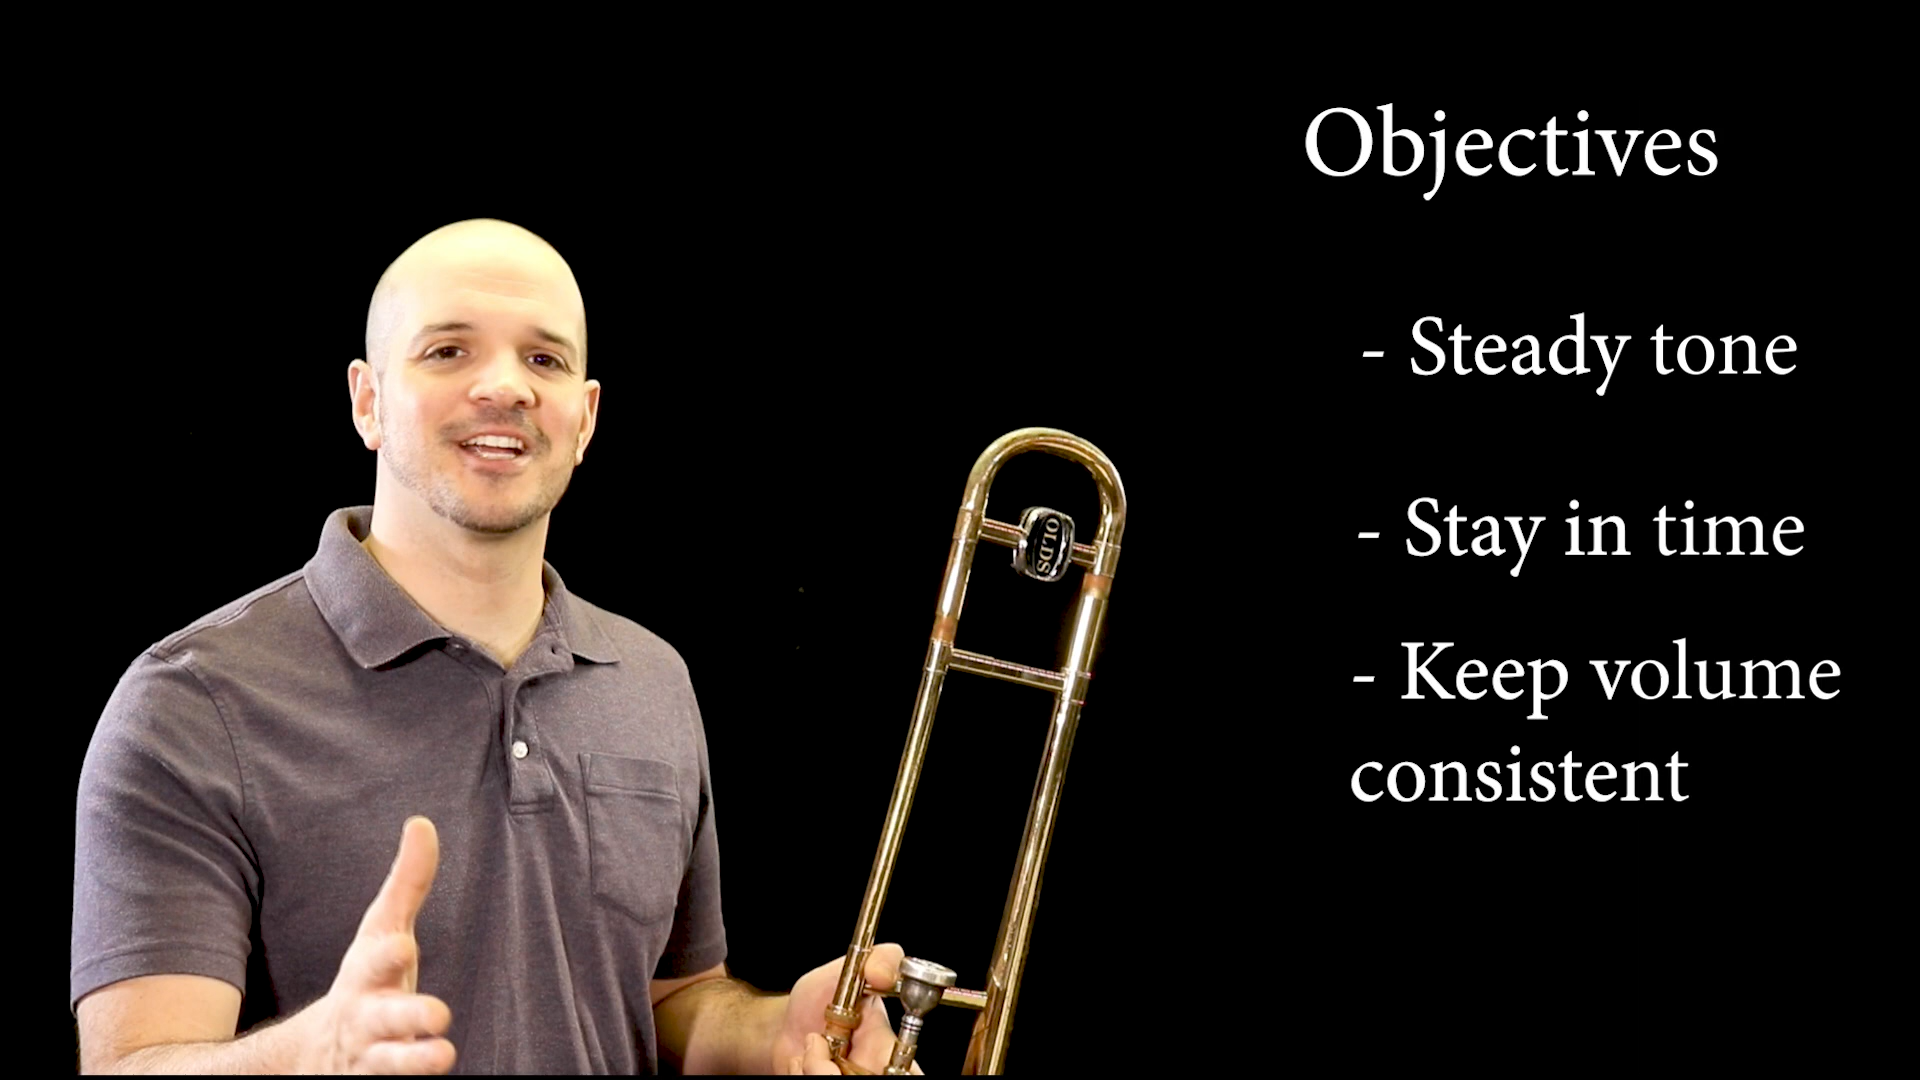 Objectives
- Steady tone
- Stay in time
- Keep volume
consistent
OLDS